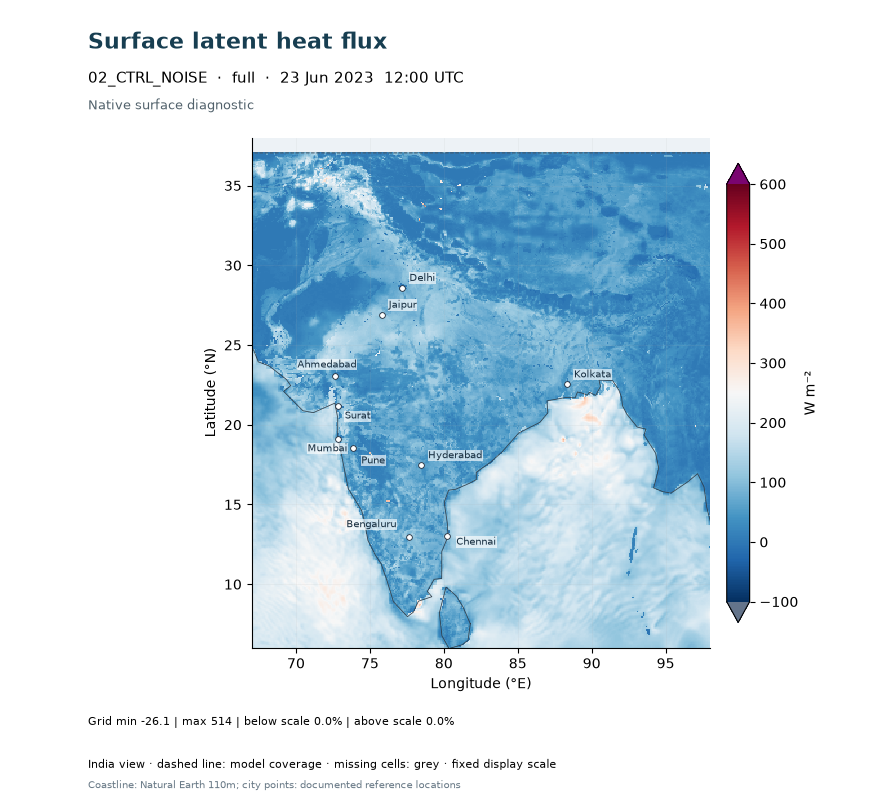 Surface latent heat flux
02_CTRL_NOISE · full · 23 Jun 2023 12:00 UTC
Native surface diagnostic
35
30
25
20
15
10
Latitude (°N)
Delhi
Jaipur
Ahmedabad
Kolkata
Surat
Mumbai
Pune
Hyderabad
Bengaluru
Chennai
70 75 80 85 90 95
Longitude (°E)
600
500
400
300
200
100
0
−100
W m⁻²
Grid min -26.1 | max 514 | below scale 0.0% | above scale 0.0%
India view · dashed line: model coverage · missing cells: grey · fixed display scale
Coastline: Natural Earth 110m; city points: documented reference locations